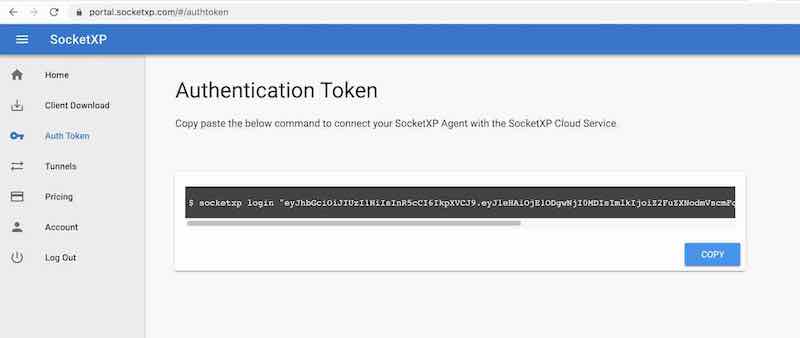 portal.socketxp.com/#/authtoken
SocketXP
Home
Client Download
Auth Token
Tunnels
Pricing
Account
Log Out
Authentication Token
Copy paste the below command to connect your SocketXP Agent with the SocketXP Cloud Service.
$ socketxp login "eyJhbGciOiJIUzI1NiIsInR5cCI6IkpXVCJ9.
COPY